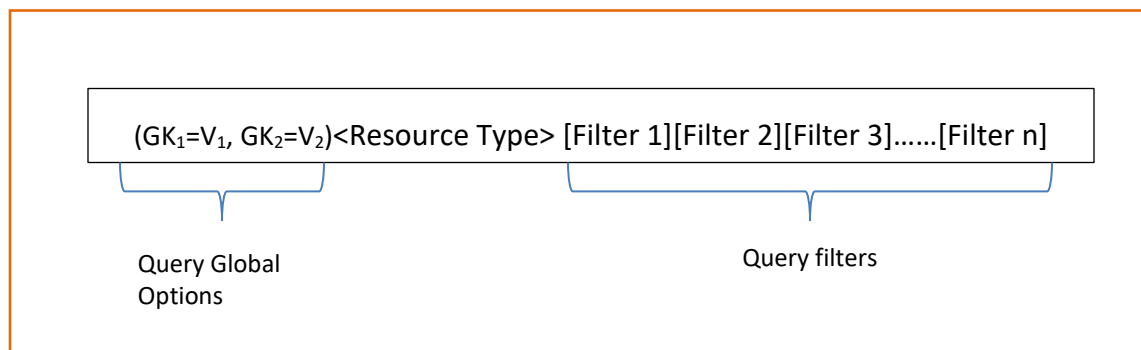 (GK₁=V₁, GK₂=V₂)<Resource Type> [Filter 1][Filter 2][Filter 3]……[Filter n]
Query Global
Options
Query filters